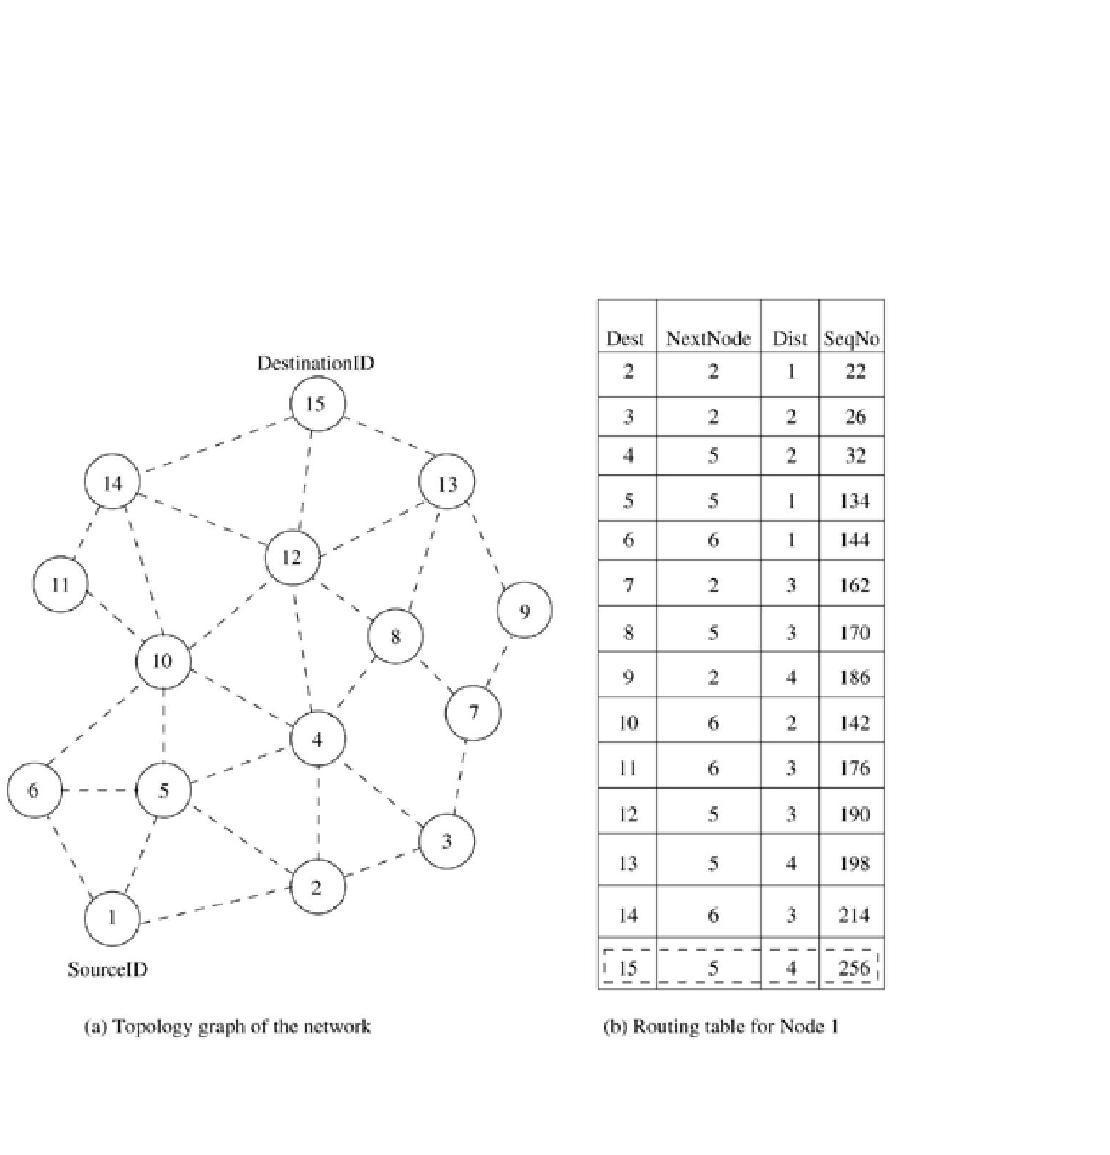 DestinationID
15
14
13
12
11
9
8
10
7
4
6
5
3
2
1
SourceID
(a) Topology graph of the network
Dest NextNode Dist SeqNo
2 2 1 22
3 2 2 26
4 5 2 32
5 5 1 134
6 6 1 144
7 2 3 162
8 5 3 170
9 2 4 186
10 6 2 142
11 6 3 176
12 5 3 190
13 5 4 198
14 6 3 214
15 5 4 256
(b) Routing table for Node 1